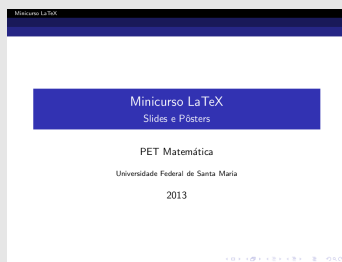 Minicurso LaTeX
Minicurso LaTeX
Slides e Pôsters
PET Matemática
Universidade Federal de Santa Maria
2013